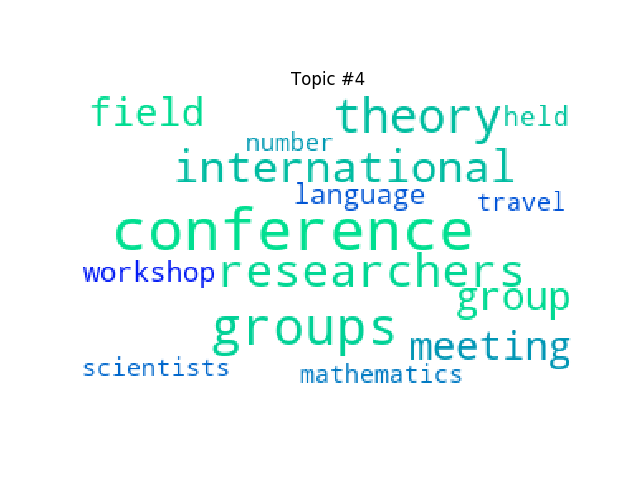 Topic #4
field theory held
number
international
language travel
conference
workshop researchers
group
groups
meeting
scientists mathematics